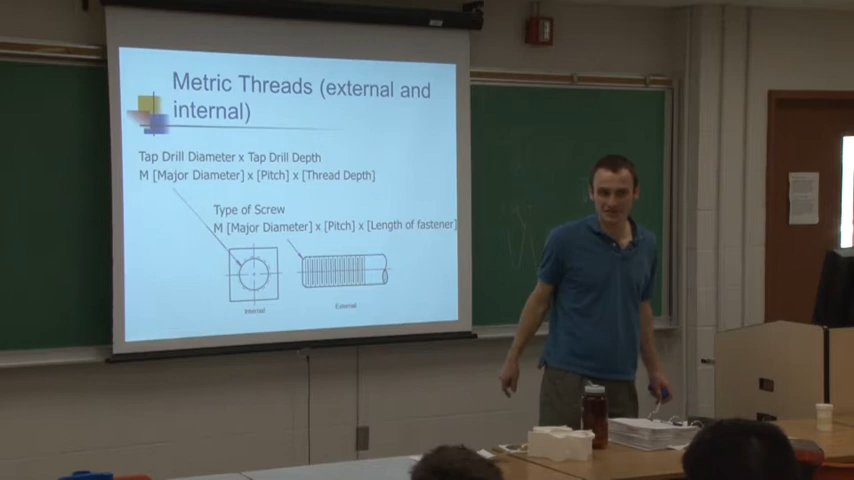 Metric Threads (external and
internal)
Tap Drill Diameter x Tap Drill Depth
M [Major Diameter] x [Pitch] x [Thread Depth]
Type of Screw
M [Major Diameter] x [Pitch] x [Length of fastener]
Internal
External